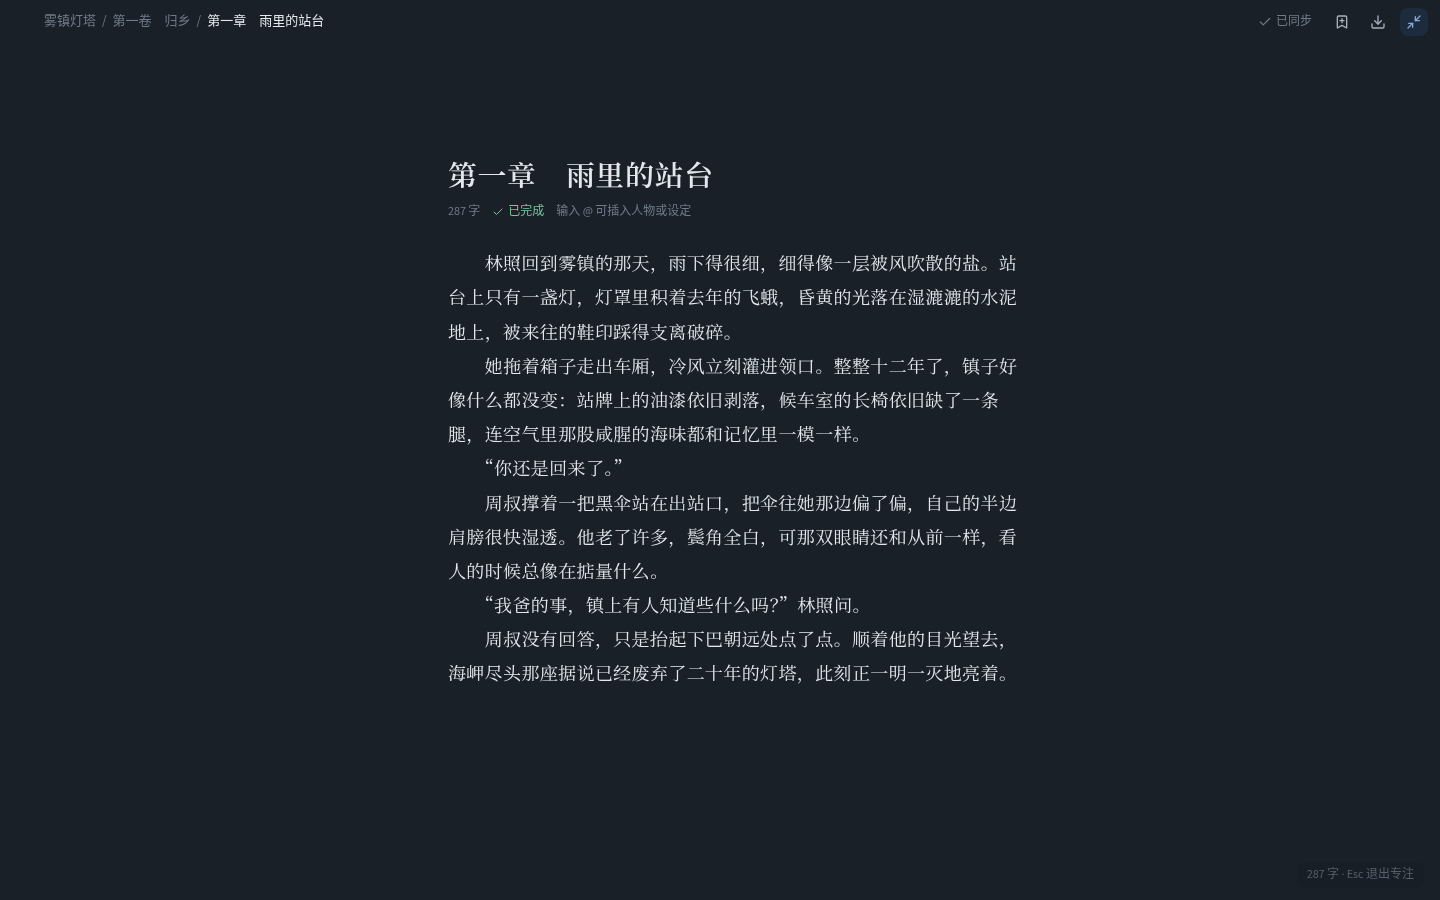 雾镇灯塔 / 第一卷　归乡 / 第一章　雨里的站台
已同步
第一章　雨里的站台
287 字 已完成 输入 @ 可插入人物或设定
林照回到雾镇的那天，雨下得很细，细得像一层被风吹散的盐。站
台上只有一盏灯，灯罩里积着去年的飞蛾，昏黄的光落在湿漉漉的水泥
地上，被来往的鞋印踩得支离破碎。
她拖着箱子走出车厢，冷风立刻灌进领口。整整十二年了，镇子好
像什么都没变：站牌上的油漆依旧剥落，候车室的长椅依旧缺了一条
腿，连空气里那股咸腥的海味都和记忆里一模一样。
“你还是回来了。”
周叔撑着一把黑伞站在出站口，把伞往她那边偏了偏，自己的半边
肩膀很快湿透。他老了许多，鬓角全白，可那双眼睛还和从前一样，看
人的时候总像在掂量什么。
“我爸的事，镇上有人知道些什么吗？”林照问。
周叔没有回答，只是抬起下巴朝远处点了点。顺着他的目光望去，
海岬尽头那座据说已经废弃了二十年的灯塔，此刻正一明一灭地亮着。
287 字 · Esc 退出专注